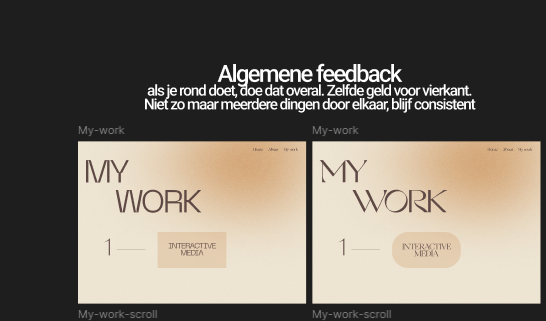 Algemene feedback
als je rond doet, doe dat overal. Zelfde geld voor vierkant.
Niet zo maar meerdere dingen door elkaar, blijf consistent
My-work
My-work
Home About My-work
Home About My-work
MY
WORK
MY
WORK
1
INTERACTIVE
MEDIA
1
INTERACTIVE
MEDIA
My-work-scroll
My-work-scroll